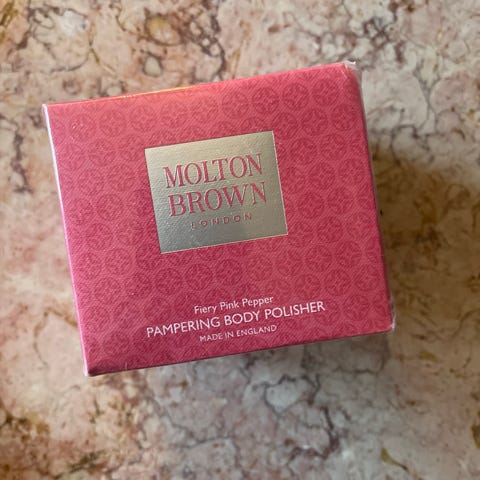 MOLTON
BROWN
LONDON
Fiery Pink Pepper
PAMPERING BODY POLISHER
MADE IN ENGLAND